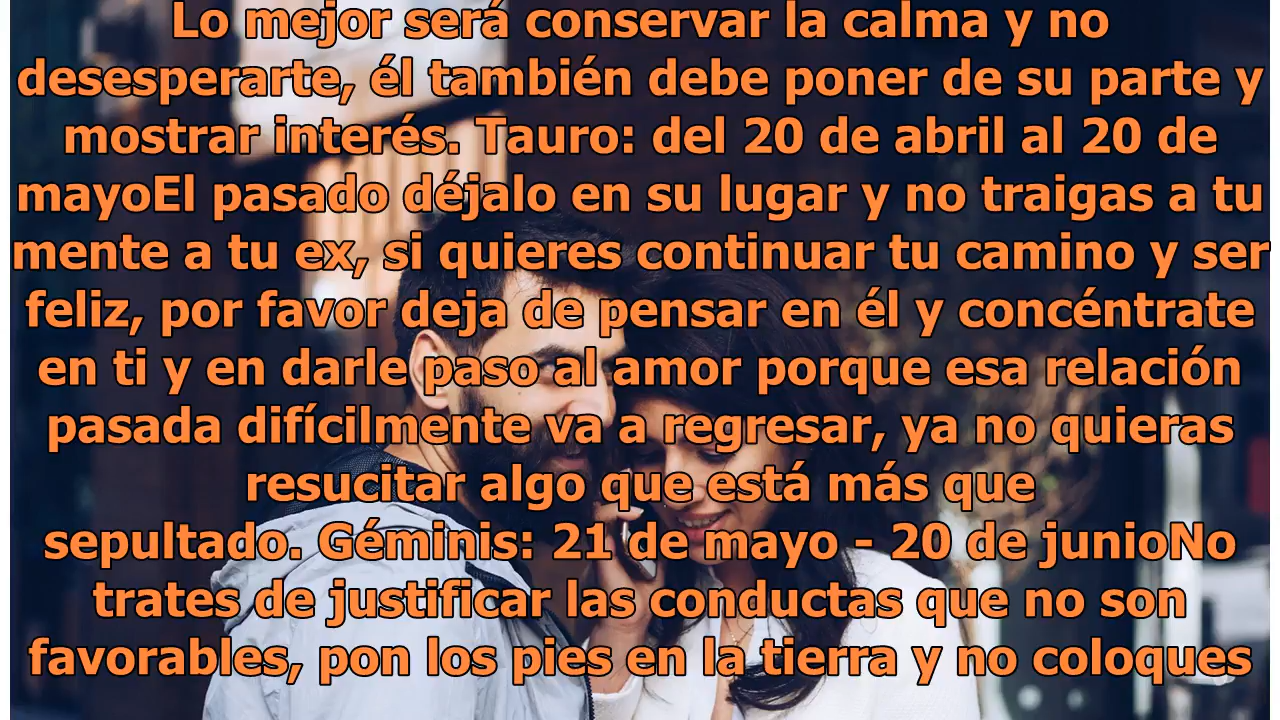 Lo mejor será conservar la calma y no
desesperarte, él también debe poner de su parte y
mostrar interés. Tauro: del 20 de abril al 20 de
mayoEl pasado déjalo en su lugar y no traigas a tu
mente a tu ex, si quieres continuar tu camino y ser
feliz, por favor deja de pensar en él y concéntrate
en ti y en darle paso al amor porque esa relación
pasada difícilmente va a regresar, ya no quieras
resucitar algo que está más que
sepultado. Géminis: 21 de mayo - 20 de junioNo
trates de justificar las conductas que no son
favorables, pon los pies en la tierra y no coloques